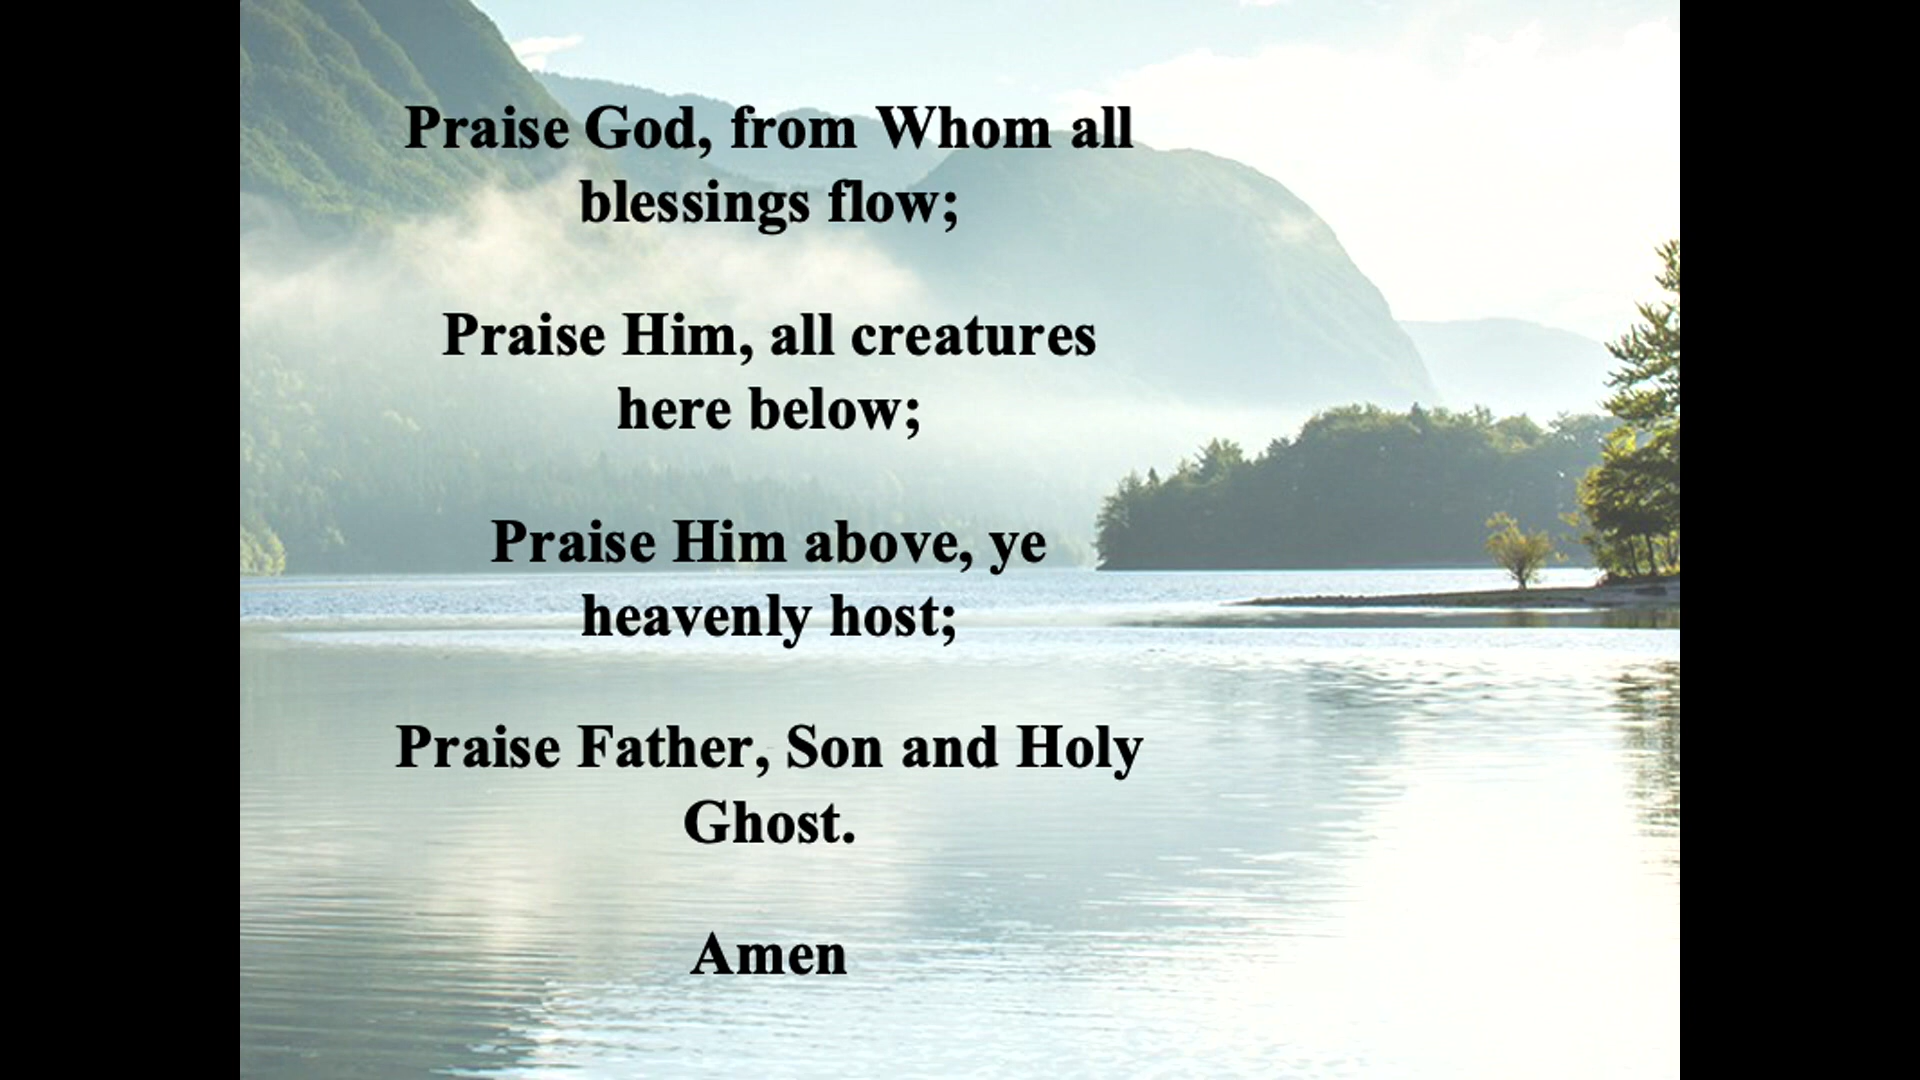 Praise God, from Whom all
blessings flow;
Praise Him, all creatures
here below;
Praise Him above, ye
heavenly host;
Praise Father, Son and Holy
Ghost.
Amen